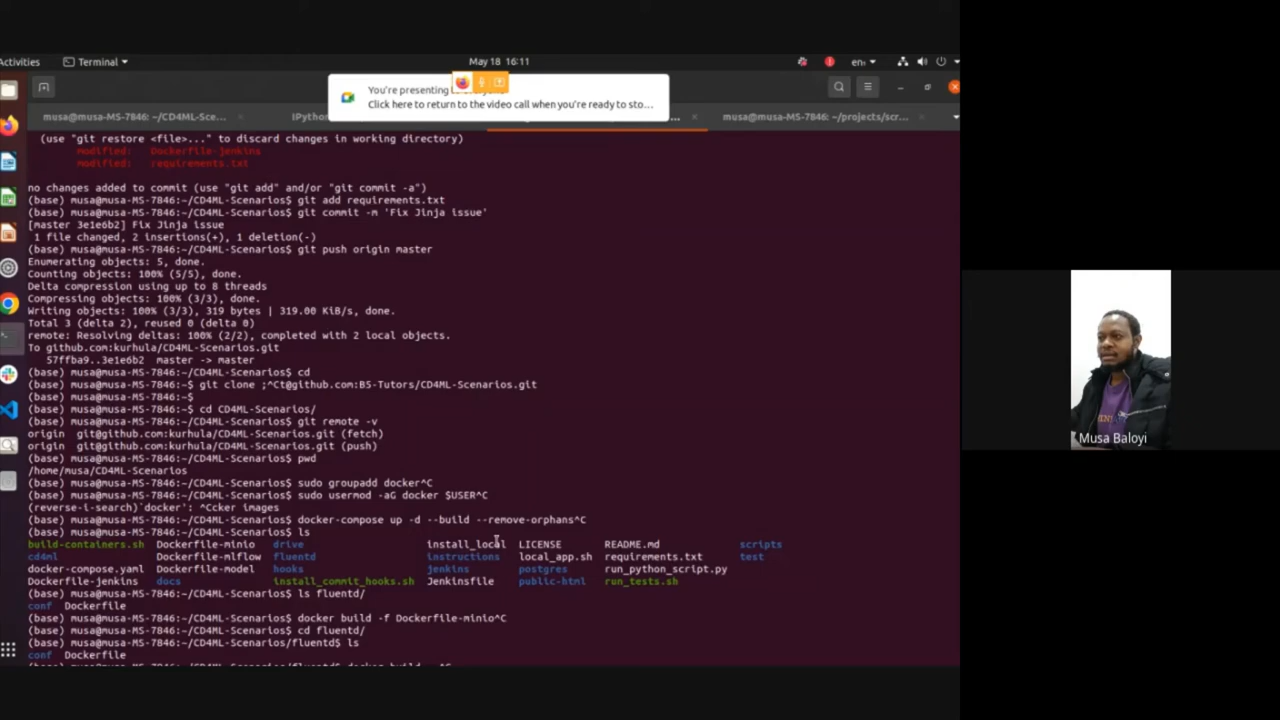 Activities
Terminal
May 18 16:11
en
You're presenting to everyone
Click here to return to the video call when you're ready to sto…
musa@musa-MS-7846: ~/CD4ML-Sce…
musa@musa-MS-7846: ~/projects/scr…
(use "git restore <file>..." to discard changes in working directory)
modified: Dockerfile-jenkins
modified: requirements.txt
no changes added to commit (use "git add" and/or "git commit -a")
(base) musa@musa-MS-7846:~/CD4ML-Scenarios$ git add requirements.txt
(base) musa@musa-MS-7846:~/CD4ML-Scenarios$ git commit -m 'Fix Jinja issue'
[master 3e1e6b2] Fix Jinja issue
1 file changed, 2 insertions(+), 1 deletion(-)
(base) musa@musa-MS-7846:~/CD4ML-Scenarios$ git push origin master
Enumerating objects: 5, done.
Counting objects: 100% (5/5), done.
Delta compression using up to 8 threads
Compressing objects: 100% (3/3), done.
Writing objects: 100% (3/3), 319 bytes | 319.00 KiB/s, done.
Total 3 (delta 2), reused 0 (delta 0)
remote: Resolving deltas: 100% (2/2), completed with 2 local objects.
To github.com:kurhula/CD4ML-Scenarios.git
57ffba9..3e1e6b2 master -> master
(base) musa@musa-MS-7846:~/CD4ML-Scenarios$ cd
(base) musa@musa-MS-7846:~$ git clone ;^Ct@github.com:B5-Tutors/CD4ML-Scenarios.git
(base) musa@musa-MS-7846:~$
(base) musa@musa-MS-7846:~$ cd CD4ML-Scenarios/
(base) musa@musa-MS-7846:~/CD4ML-Scenarios$ git remote -v
origin git@github.com:kurhula/CD4ML-Scenarios.git (fetch)
origin git@github.com:kurhula/CD4ML-Scenarios.git (push)
(base) musa@musa-MS-7846:~/CD4ML-Scenarios$ pwd
/home/musa/CD4ML-Scenarios
(base) musa@musa-MS-7846:~/CD4ML-Scenarios$ sudo groupadd docker^C
(base) musa@musa-MS-7846:~/CD4ML-Scenarios$ sudo usermod -aG docker $USER^C
(reverse-i-search)`docker': ^Ccker images
(base) musa@musa-MS-7846:~/CD4ML-Scenarios$ docker-compose up -d --build --remove-orphans^C
(base) musa@musa-MS-7846:~/CD4ML-Scenarios$ ls
build-containers.sh Dockerfile-minio drive install_local LICENSE README.md scripts
cd4ml Dockerfile-mlflow fluentd instructions local_app.sh requirements.txt test
docker-compose.yaml Dockerfile-model hooks jenkins postgres run_python_script.py
Dockerfile-jenkins docs install_commit_hooks.sh Jenkinsfile public-html run_tests.sh
(base) musa@musa-MS-7846:~/CD4ML-Scenarios$ ls fluentd/
conf Dockerfile
(base) musa@musa-MS-7846:~/CD4ML-Scenarios$ docker build -f Dockerfile-minio^C
(base) musa@musa-MS-7846:~/CD4ML-Scenarios$ cd fluentd/
(base) musa@musa-MS-7846:~/CD4ML-Scenarios/fluentd$ ls
conf Dockerfile
Musa Baloyi